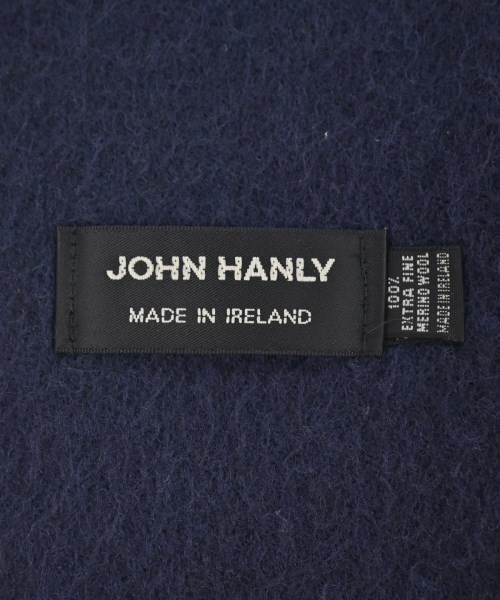 JOHN HANLY
MADE IN IRELAND
100%
EXTRA FINE
MERINO WOOL
MADE IN IRELAND